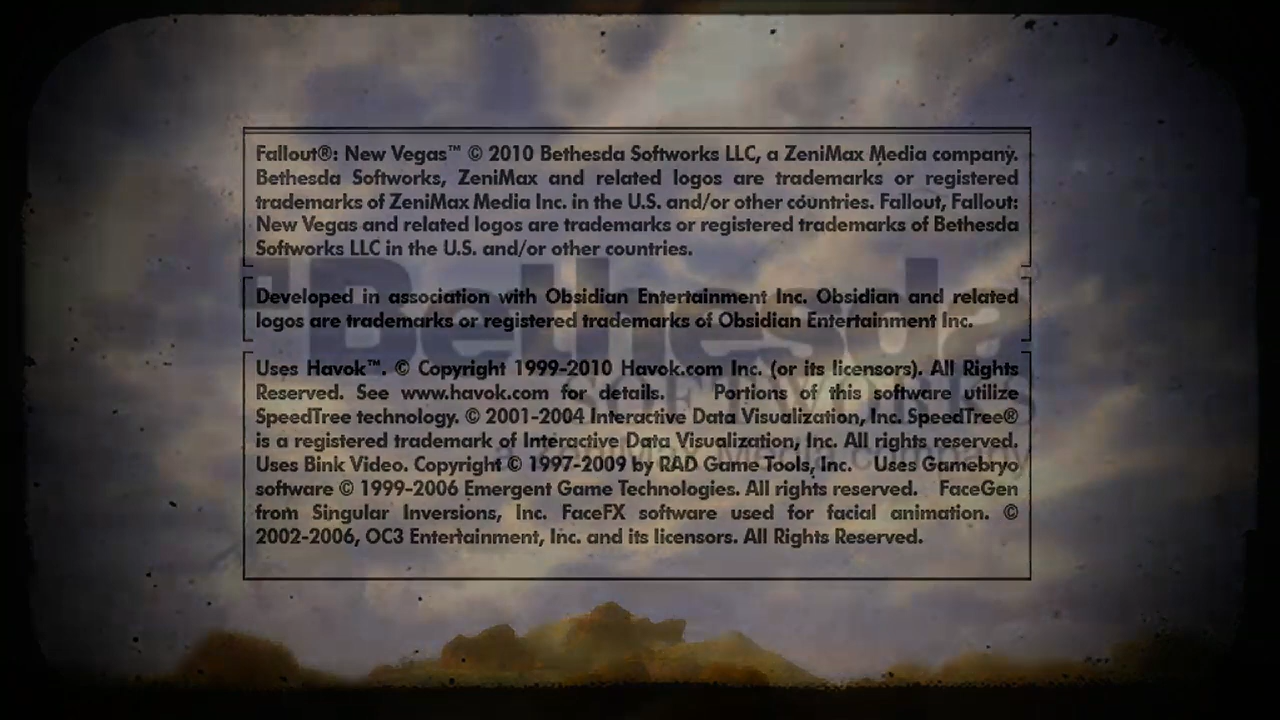 Fallout®: New Vegas™ © 2010 Bethesda Softworks LLC, a ZeniMax Media company.
Bethesda Softworks, ZeniMax and related logos are trademarks or registered
trademarks of ZeniMax Media Inc. in the U.S. and/or other countries. Fallout, Fallout:
New Vegas and related logos are trademarks or registered trademarks of Bethesda
Softworks LLC in the U.S. and/or other countries.
Bethesda
Developed in association with Obsidian Entertainment Inc. Obsidian and related
logos are trademarks or registered trademarks of Obsidian Entertainment Inc.
Uses Havok™. © Copyright 1999-2010 Havok.com Inc. (or its licensors). All Rights
Reserved. See www.havok.com for details. Portions of this software utilize
SOFTWORKS
SpeedTree technology. © 2001-2004 Interactive Data Visualization, Inc. SpeedTree®
is a registered trademark of Interactive Data Visualization, Inc. All rights reserved.
a ZeniMax Media company
Uses Bink Video. Copyright © 1997-2009 by RAD Game Tools, Inc. Uses Gamebryo
software © 1999-2006 Emergent Game Technologies. All rights reserved. FaceGen
from Singular Inversions, Inc. FaceFX software used for facial animation. ©
2002-2006, OC3 Entertainment, Inc. and its licensors. All Rights Reserved.